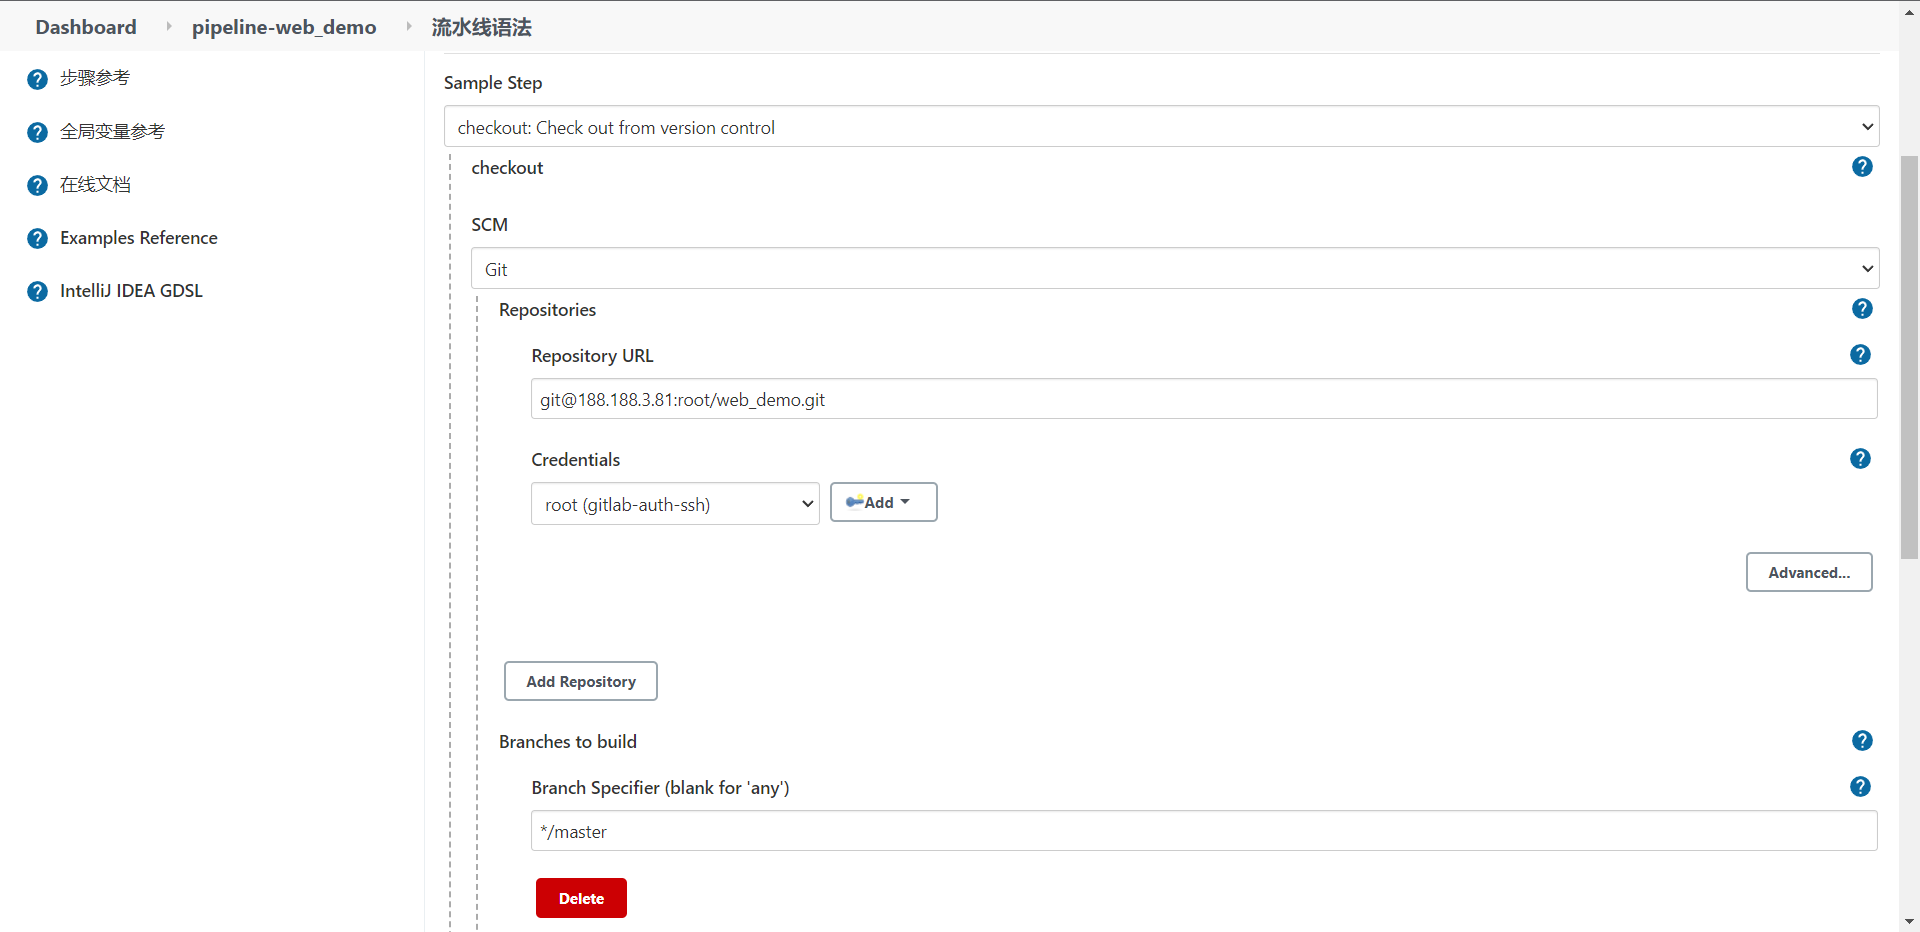 Dashboard pipeline-web_demo 流水线语法
步骤参考
全局变量参考
在线文档
Examples Reference
IntelliJ IDEA GDSL
Sample Step
checkout: Check out from version control
checkout
SCM
Git
Repositories
Repository URL
git@188.188.3.81:root/web_demo.git
Credentials
root (gitlab-auth-ssh)
Add
Advanced...
Add Repository
Branches to build
Branch Specifier (blank for 'any')
*/master
Delete